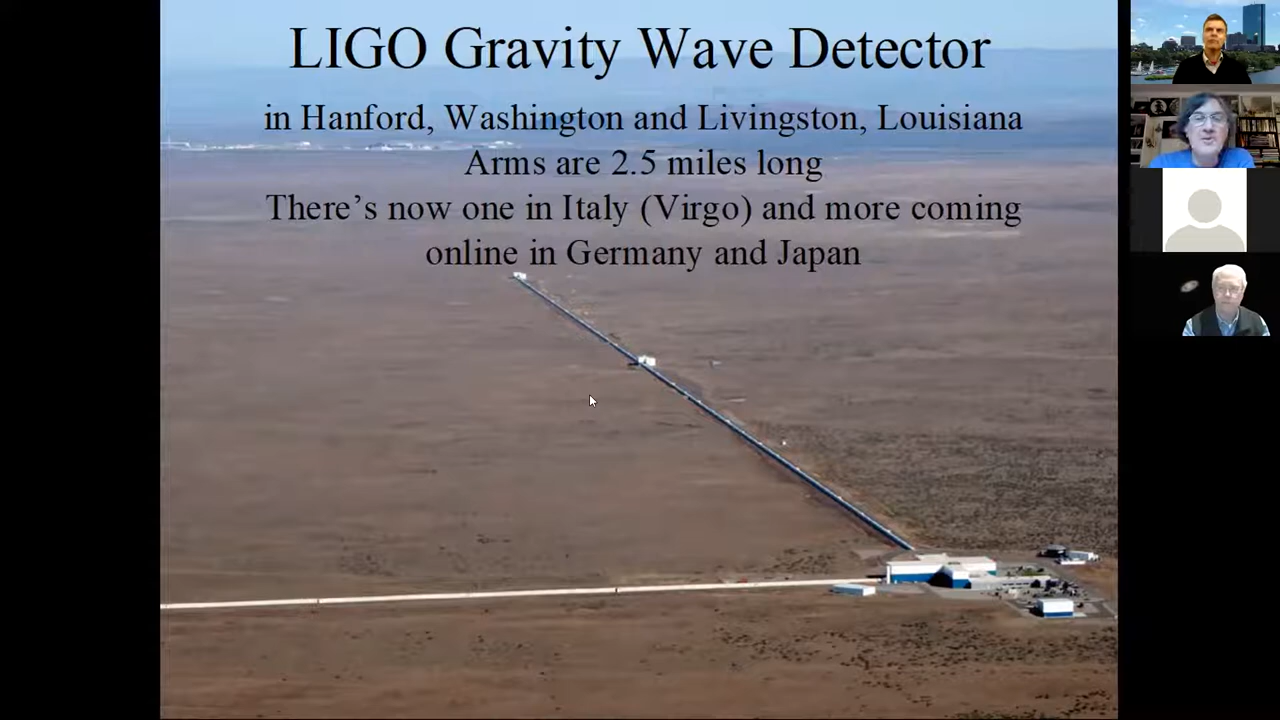 LIGO Gravity Wave Detector
in Hanford, Washington and Livingston, Louisiana
Arms are 2.5 miles long
There’s now one in Italy (Virgo) and more coming
online in Germany and Japan